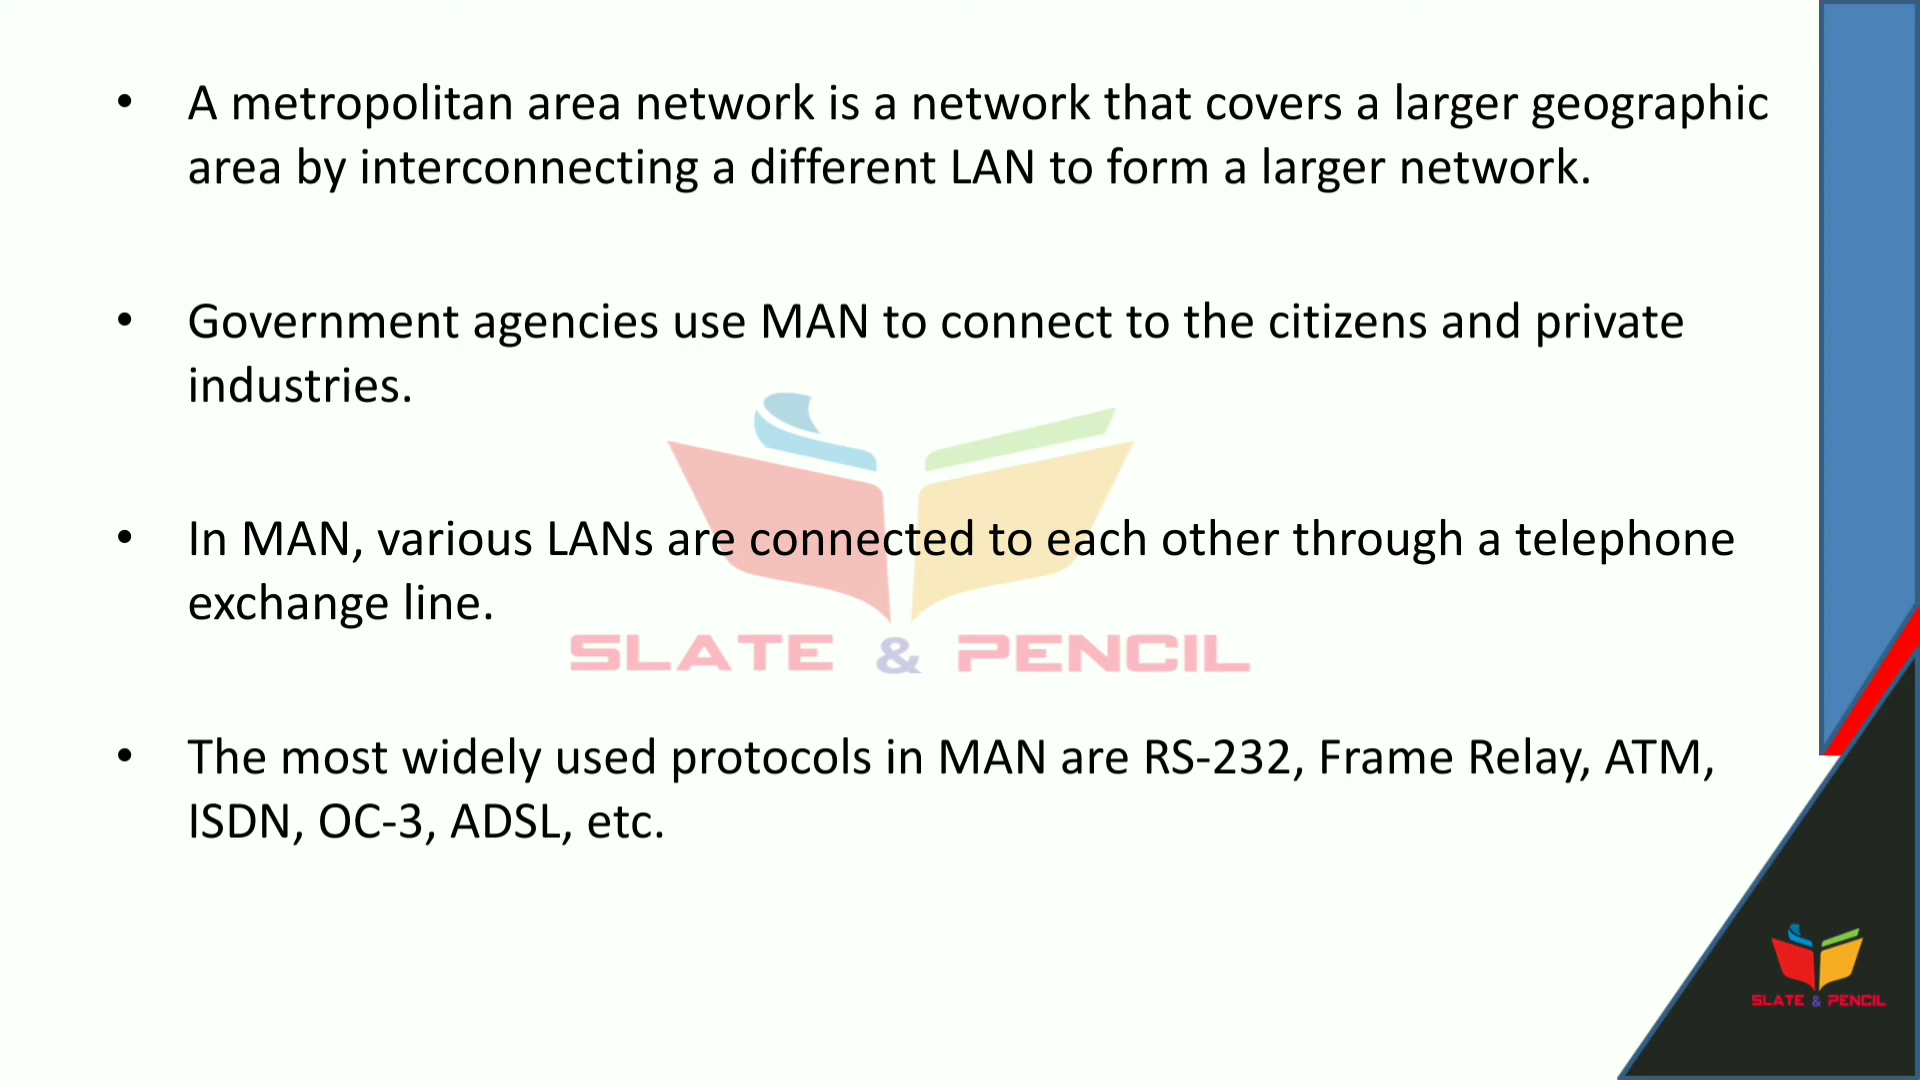 • A metropolitan area network is a network that covers a larger geographic
area by interconnecting a different LAN to form a larger network.
• Government agencies use MAN to connect to the citizens and private
industries.
• In MAN, various LANs are connected to each other through a telephone
exchange line.
SLATE & PENCIL
• The most widely used protocols in MAN are RS-232, Frame Relay, ATM,
ISDN, OC-3, ADSL, etc.
SLATE & PENCIL